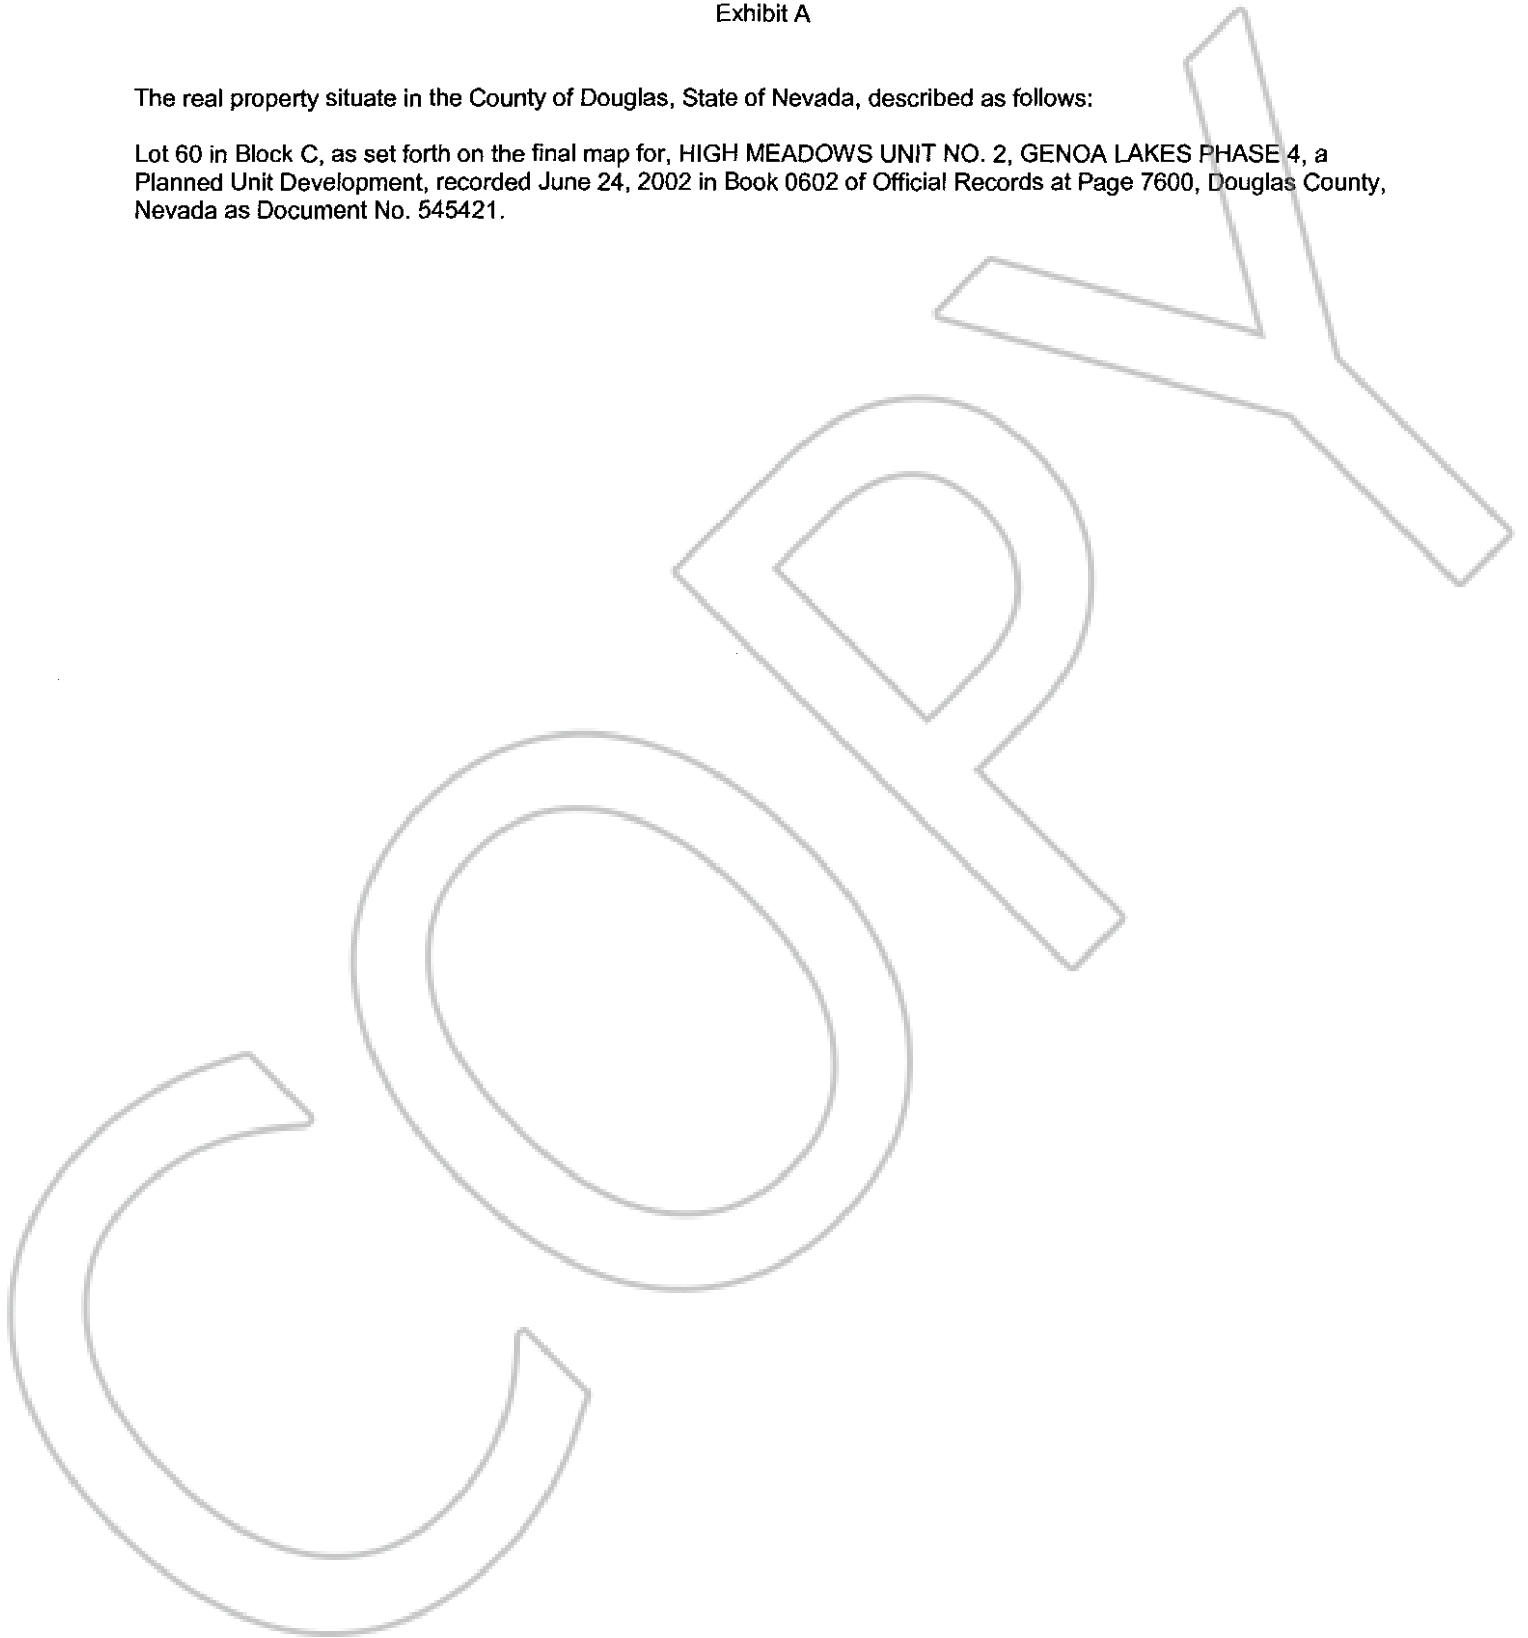 Exhibit A
The real property situate in the County of Douglas, State of Nevada, described as follows:
Lot 60 in Block C, as set forth on the final map for, HIGH MEADOWS UNIT NO. 2, GENOA LAKES PHASE 4, a
Planned Unit Development, recorded June 24, 2002 in Book 0602 of Official Records at Page 7600, Douglas County,
Nevada as Document No. 545421.
COPY